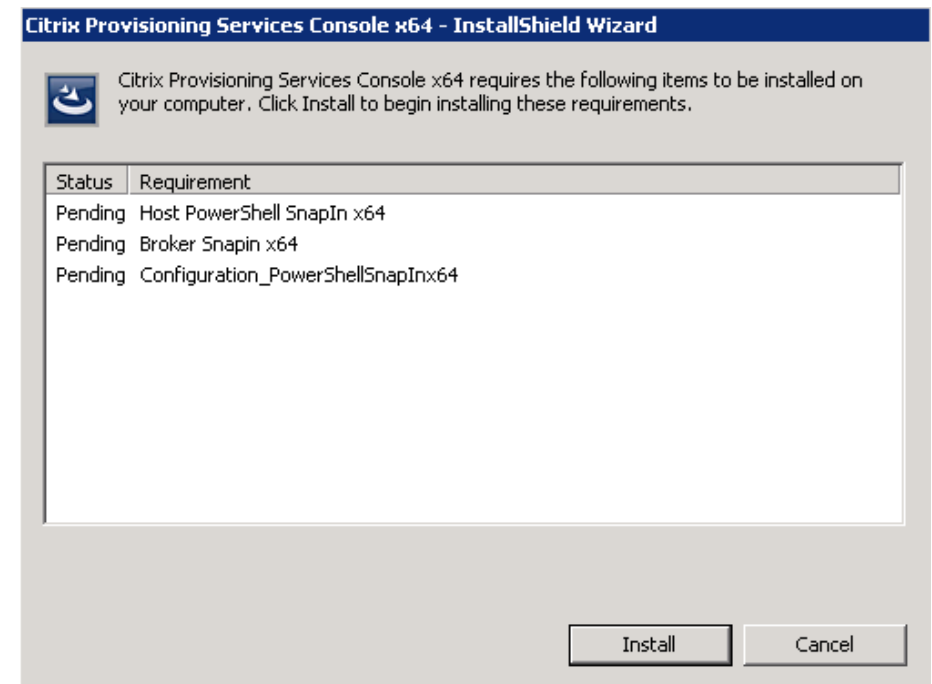 Citrix Provisioning Services Console x64 - InstallShield Wizard
Citrix Provisioning Services Console x64 requires the following items to be installed on
your computer. Click Install to begin installing these requirements.
Status Requirement
Pending Host PowerShell SnapIn x64
Pending Broker Snapin x64
Pending Configuration_PowerShellSnapInx64
Install Cancel